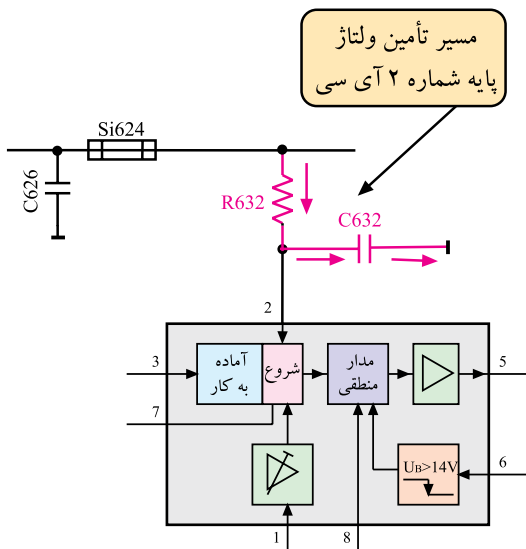 مسیر تأمین ولتاژ
پایه شماره ۲ آی سی
Si624
C626
R632
C632
2
3
آماده
به کار
شروع
مدار
منطقی
5
7
UB>14V
6
1
8